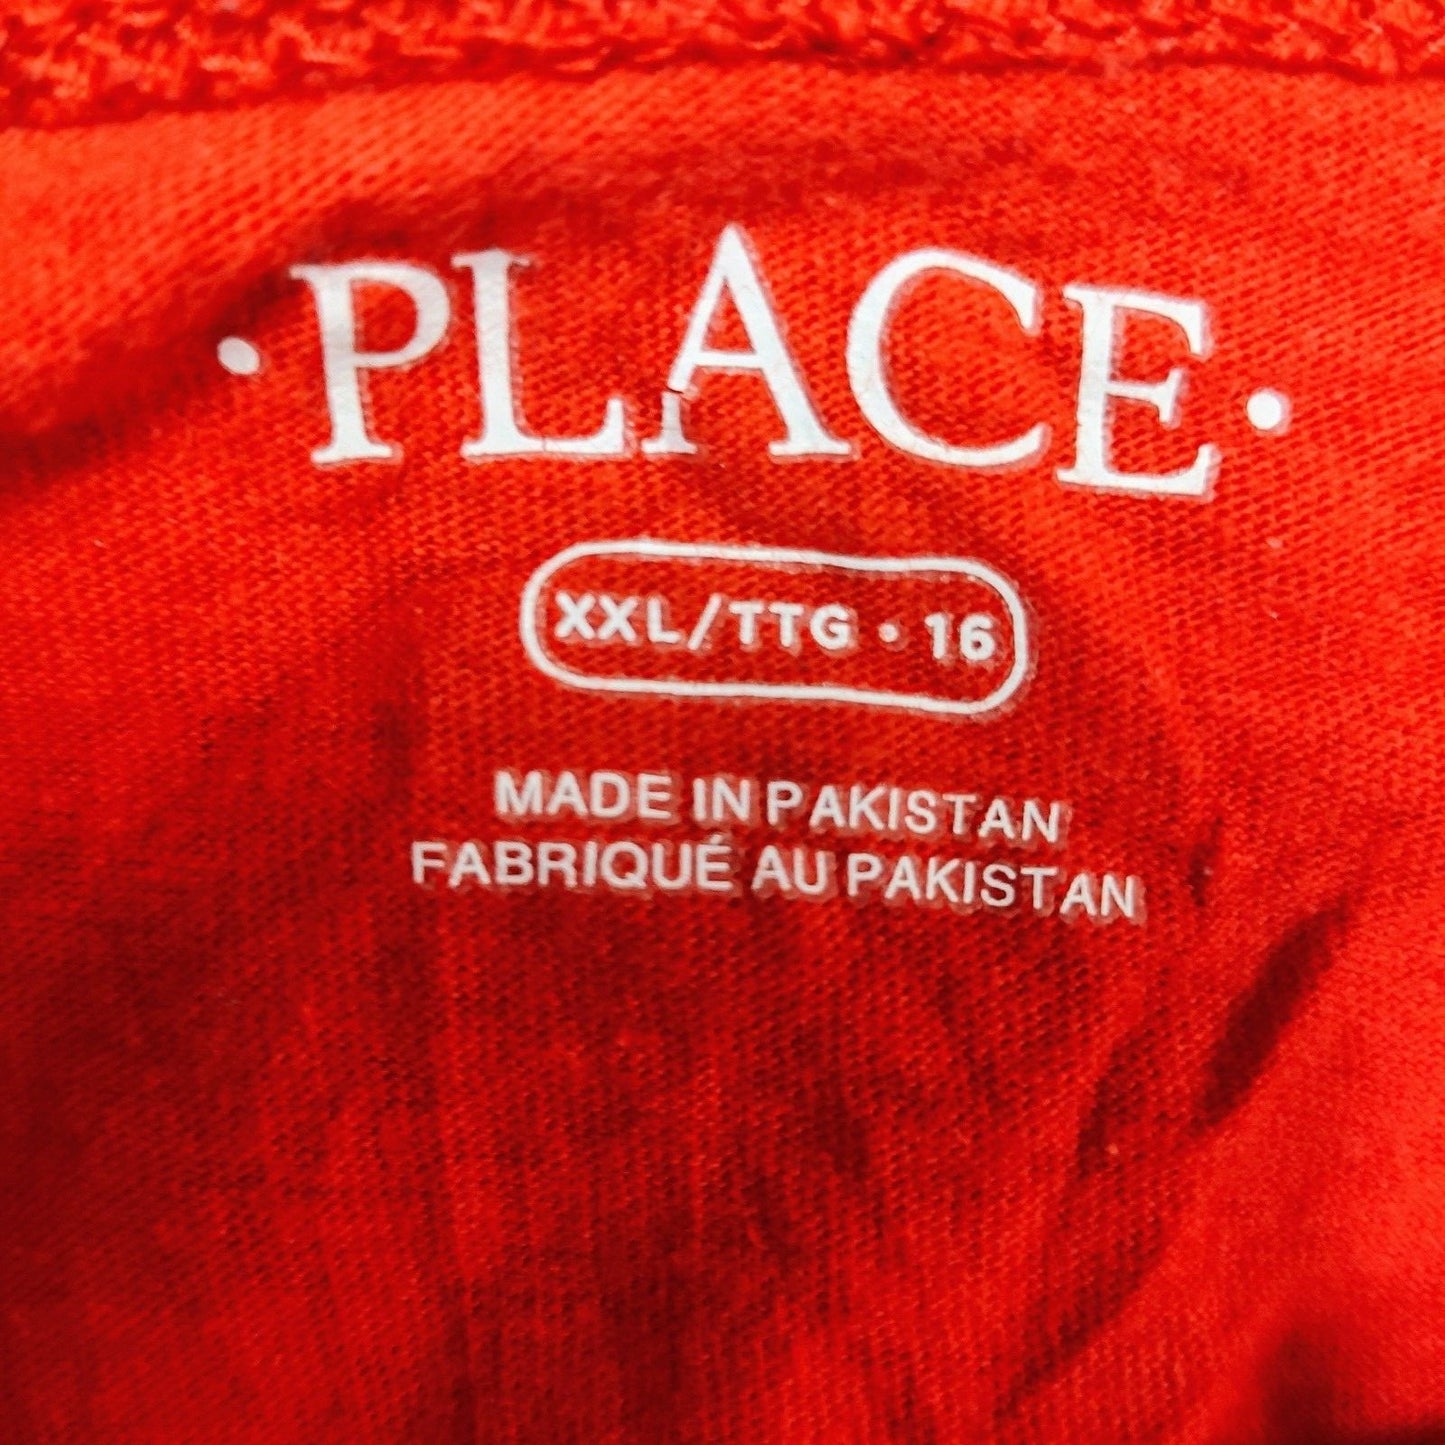 ·PLACE·
XXL/TTG · 16
MADE IN PAKISTAN
FABRIQUÉ AU PAKISTAN